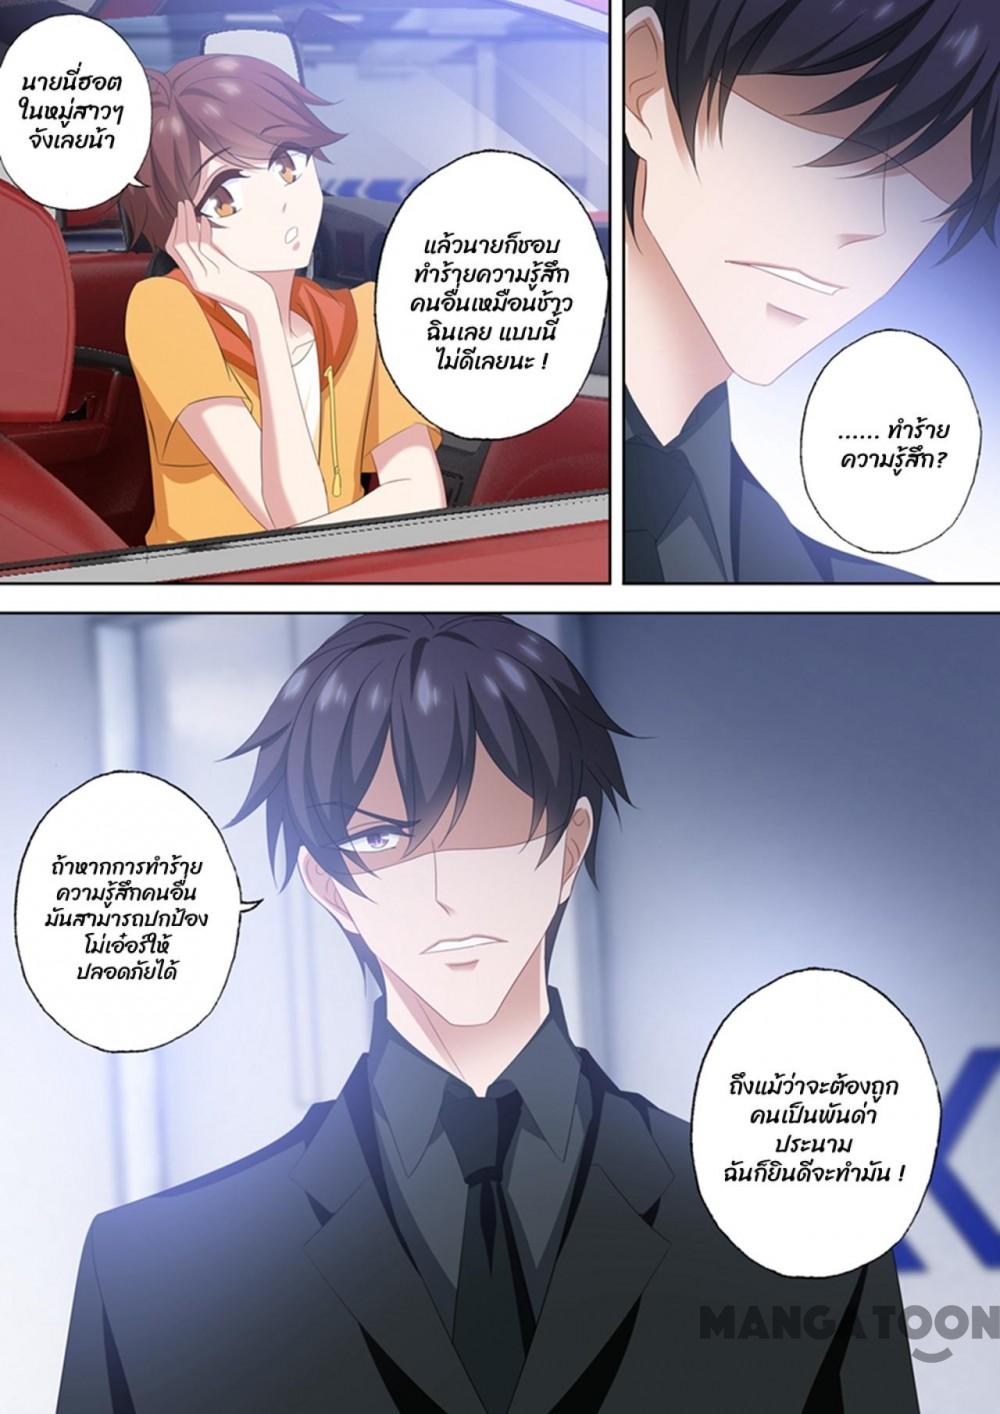 นายนี่ฮอต
ในหมู่สาวๆ
จังเลยน้า
แล้วนายก็ชอบ
ทำร้ายความรู้สึก
คนอื่นเหมือนช้าว
ฉินเลย แบบนี้
ไม่ดีเลยนะ !
...... ทำร้าย
ความรู้สึก?
ถ้าหากการทำร้าย
ความรู้สึกคนอื่น
มันสามารถปกป้อง
โม่เอ๋อร์ให้
ปลอดภัยได้
ถึงแม้ว่าจะต้องถูก
คนเป็นพันด่า
ประนาม
ฉันก็ยินดีจะทำมัน !
MANGATOON